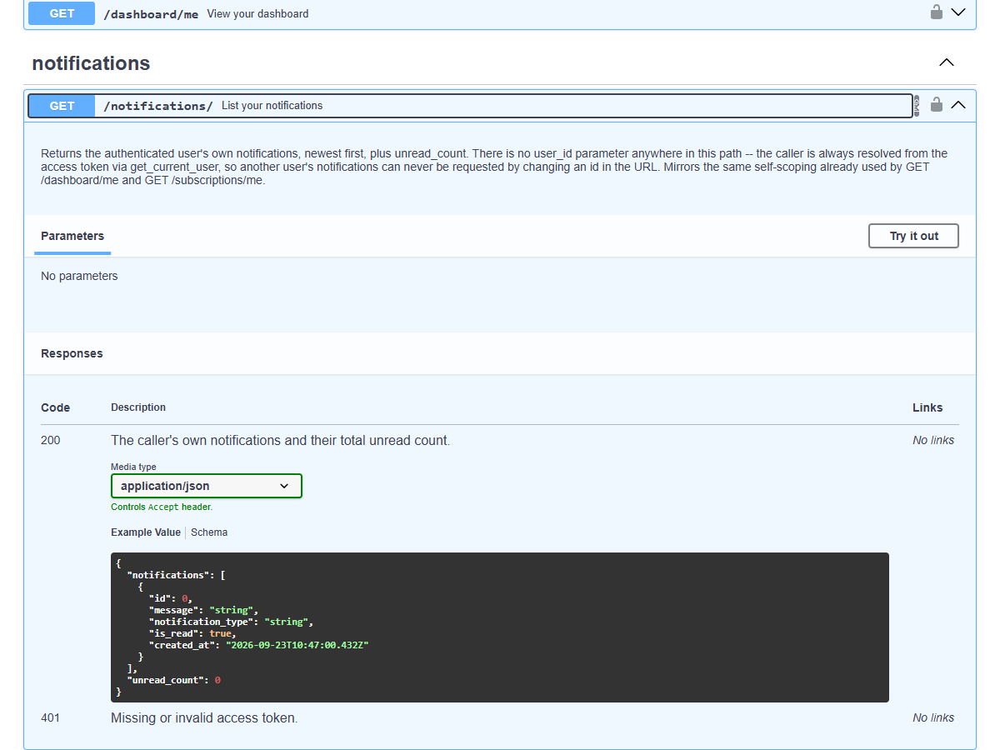 GET /dashboard/me View your dashboard
notifications
GET /notifications/ List your notifications
Returns the authenticated user's own notifications, newest first, plus unread_count. There is no user_id parameter anywhere in this path -- the caller is always resolved from the
access token via get_current_user, so another user's notifications can never be requested by changing an id in the URL. Mirrors the same self-scoping already used by GET
/dashboard/me and GET /subscriptions/me.
Parameters
Try it out
No parameters
Responses
Code Description Links
200 The caller's own notifications and their total unread count. No links
Media type
application/json
Controls Accept header.
Example Value Schema
{
  "notifications": [
    {
      "id": 0,
      "message": "string",
      "notification_type": "string",
      "is_read": true,
      "created_at": "2026-09-23T10:47:00.432Z"
    }
  ],
  "unread_count": 0
}
401 Missing or invalid access token. No links